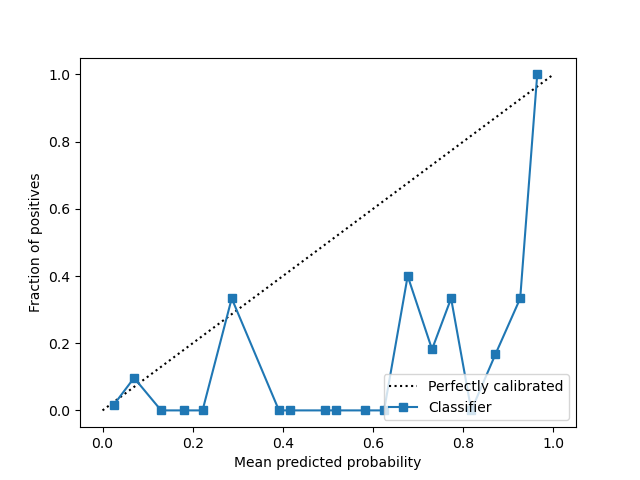 1.0
0.8
0.6
0.4
0.2
0.0
Fraction of positives
0.0 0.2 0.4 0.6 0.8 1.0
Mean predicted probability
Perfectly calibrated
Classifier